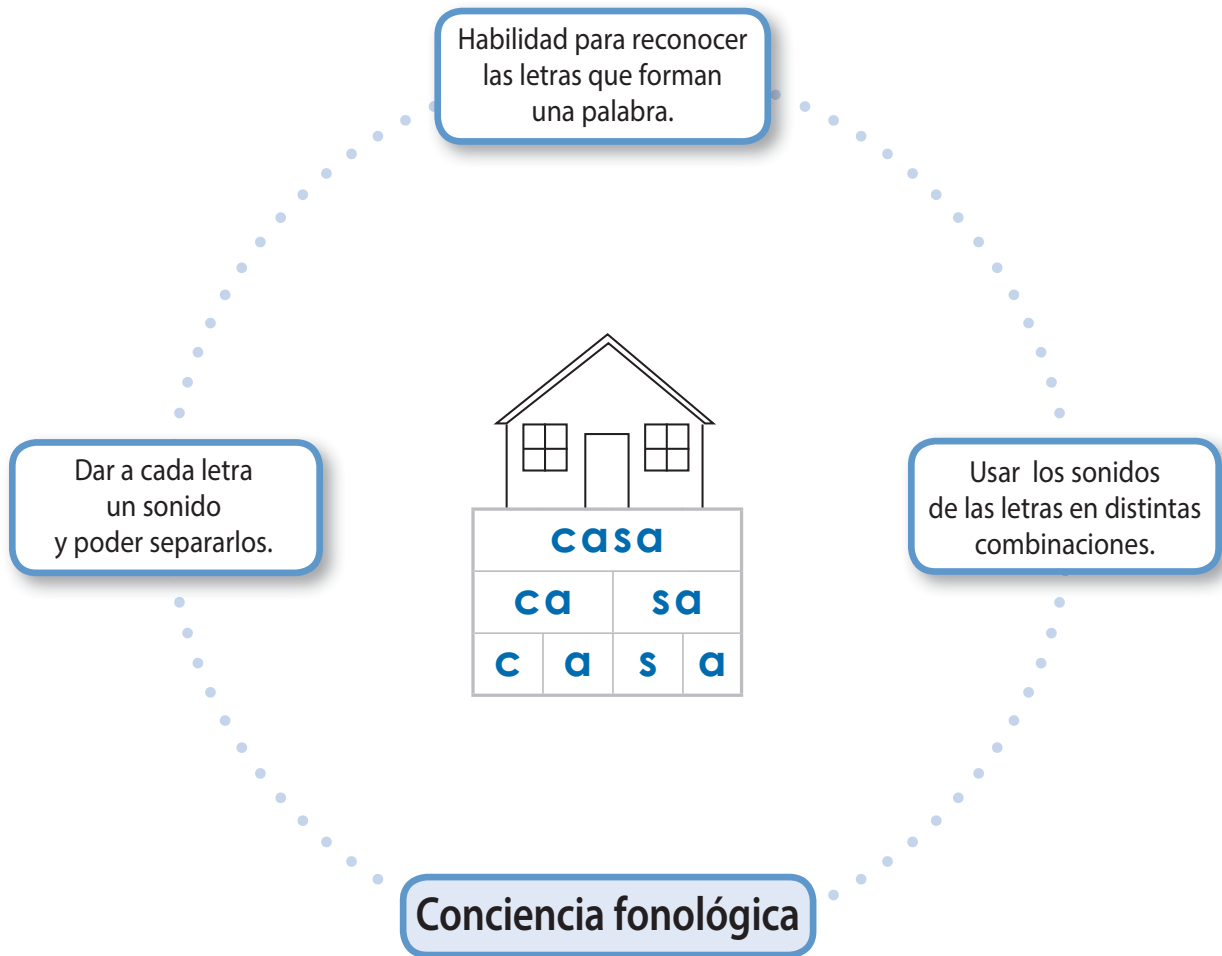 Habilidad para reconocer
las letras que forman
una palabra.
Dar a cada letra
un sonido
y poder separarlos.
Usar los sonidos
de las letras en distintas
combinaciones.
casa
ca sa
c a s a
Conciencia fonológica